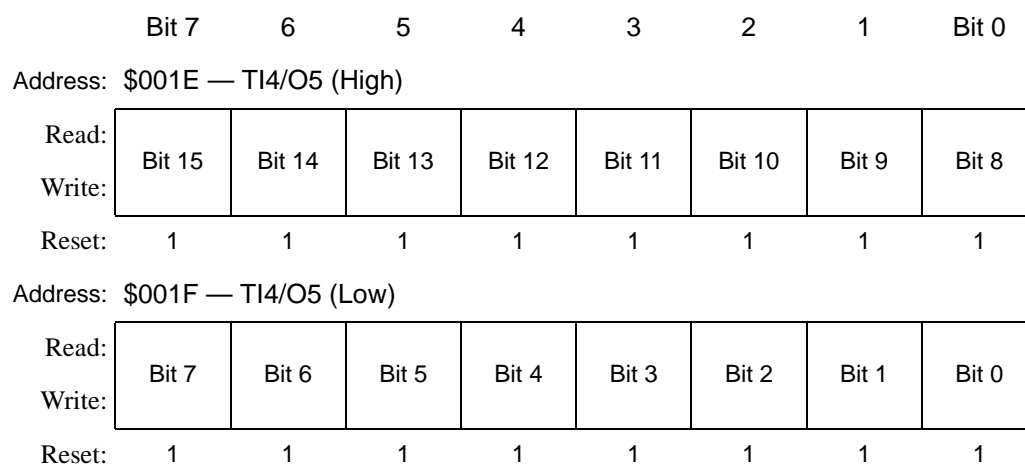 Bit 7 6 5 4 3 2 1 Bit 0
Address: $001E — TI4/O5 (High)
Read:
Bit 15 Bit 14 Bit 13 Bit 12 Bit 11 Bit 10 Bit 9 Bit 8
Write:
Reset: 1 1 1 1 1 1 1 1
Address: $001F — TI4/O5 (Low)
Read:
Bit 7 Bit 6 Bit 5 Bit 4 Bit 3 Bit 2 Bit 1 Bit 0
Write:
Reset: 1 1 1 1 1 1 1 1